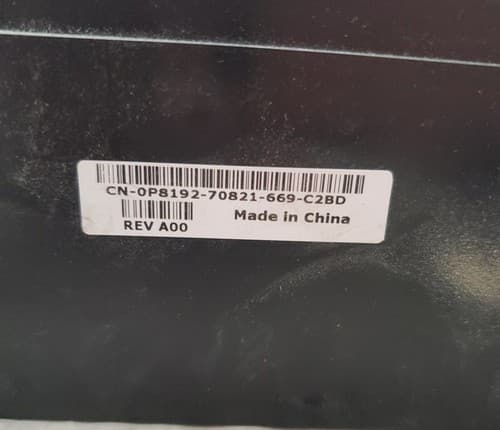 CN-0P8192-70821-669-C2BD
Made in China
REV A00